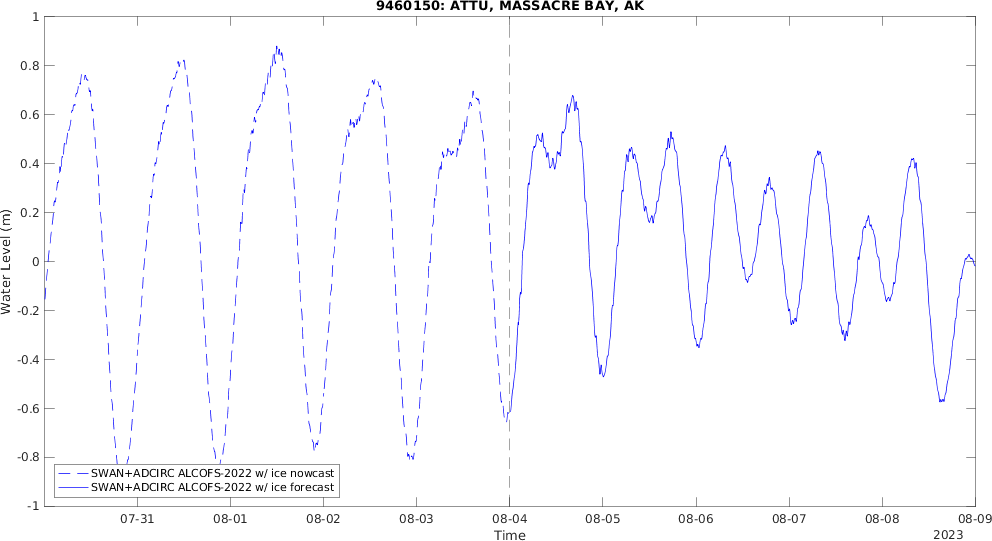 9460150: ATTU, MASSACRE BAY, AK
1
0.8
0.6
0.4
0.2
0
-0.2
-0.4
-0.6
-0.8
-1
Water Level (m)
SWAN+ADCIRC ALCOFS-2022 w/ ice nowcast
SWAN+ADCIRC ALCOFS-2022 w/ ice forecast
07-31 08-01 08-02 08-03 08-04 08-05 08-06 08-07 08-08 08-09
Time
2023